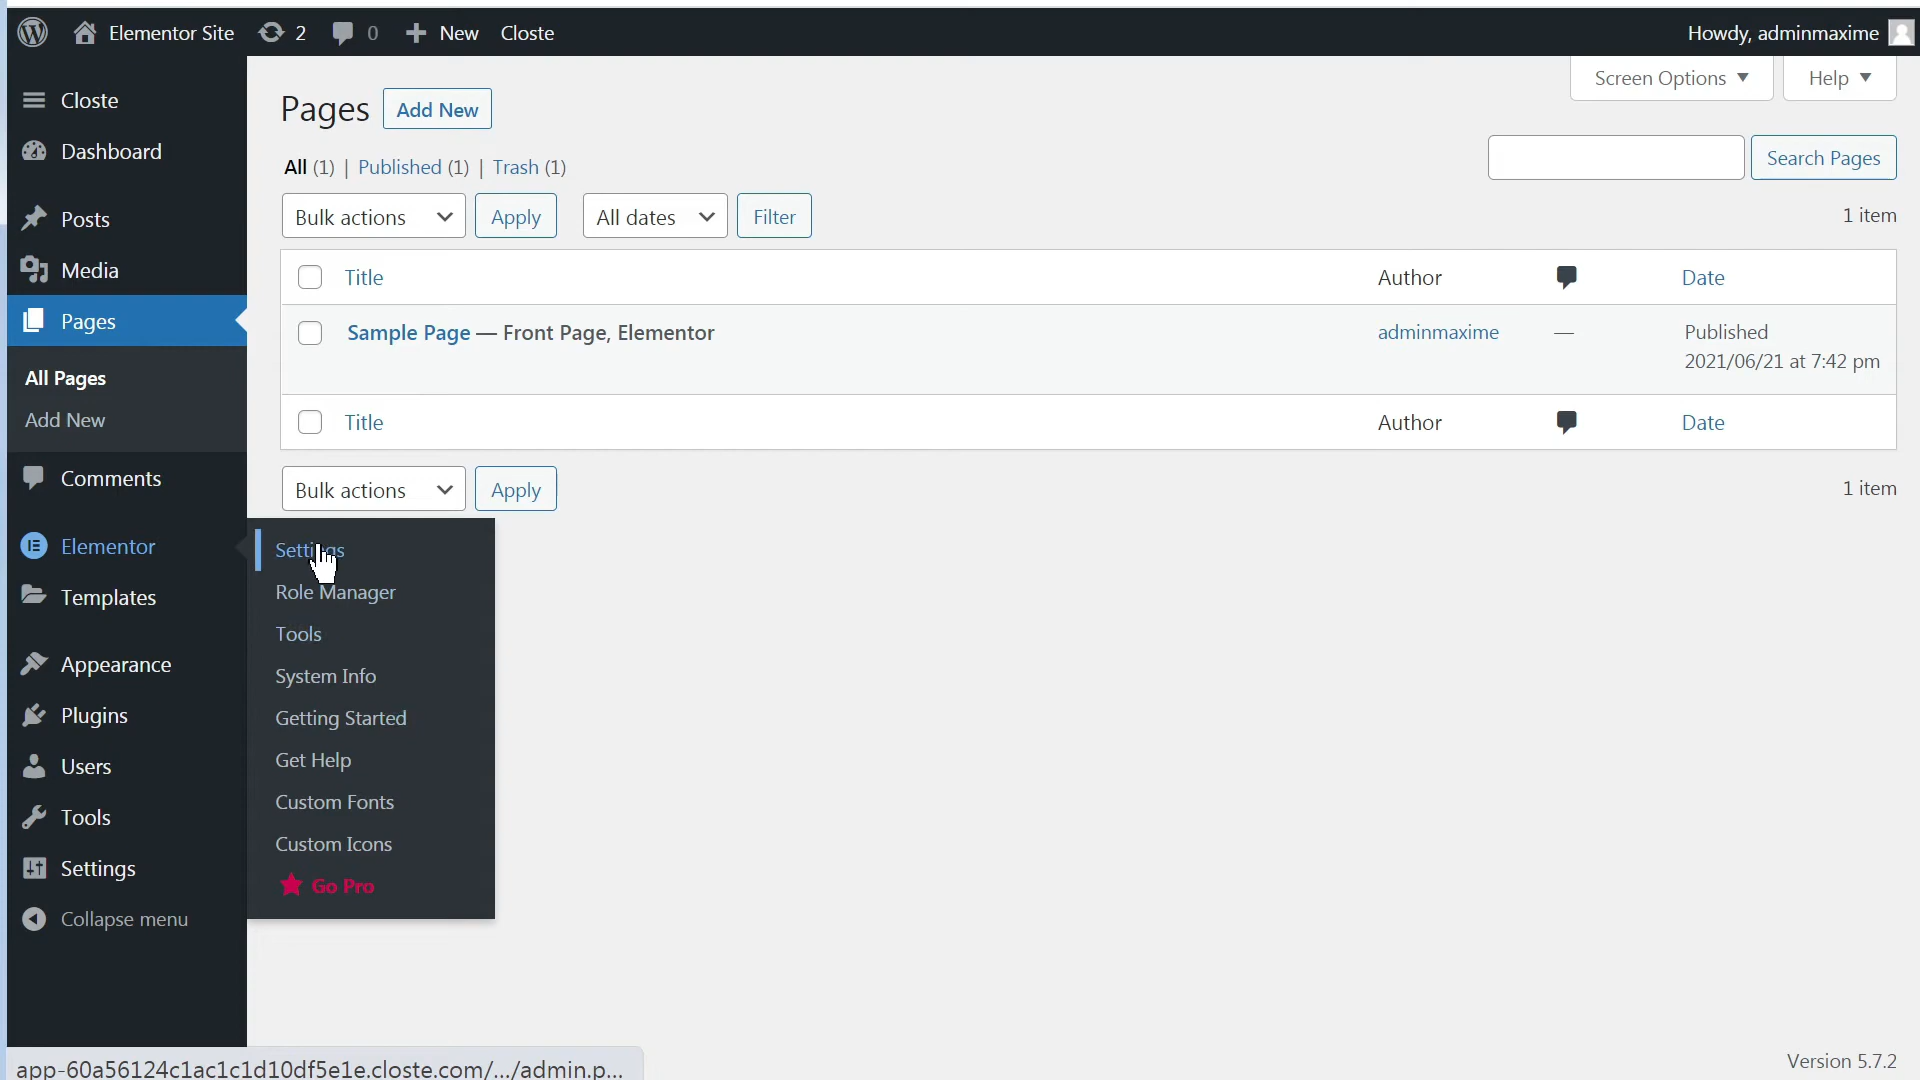 Elementor Site 2 0 New Closte Howdy, adminmaxime
Screen Options Help
Closte
Dashboard
Posts
Media
Pages
All Pages
Add New
Comments
Elementor
Templates
Appearance
Plugins
Users
Tools
Settings
Collapse menu
Pages Add New
All (1) | Published (1) | Trash (1)
Search Pages
Bulk actions Apply All dates Filter 1 item
Title Author Date
Sample Page — Front Page, Elementor adminmaxime — Published
2021/06/21 at 7:42 pm
Title Author Date
Bulk actions Apply 1 item
Settings
Role Manager
Tools
System Info
Getting Started
Get Help
Custom Fonts
Custom Icons
Go Pro
app-60a56124c1ac1c1d10df5e1e.closte.com/.../admin.p...
Version 5.7.2